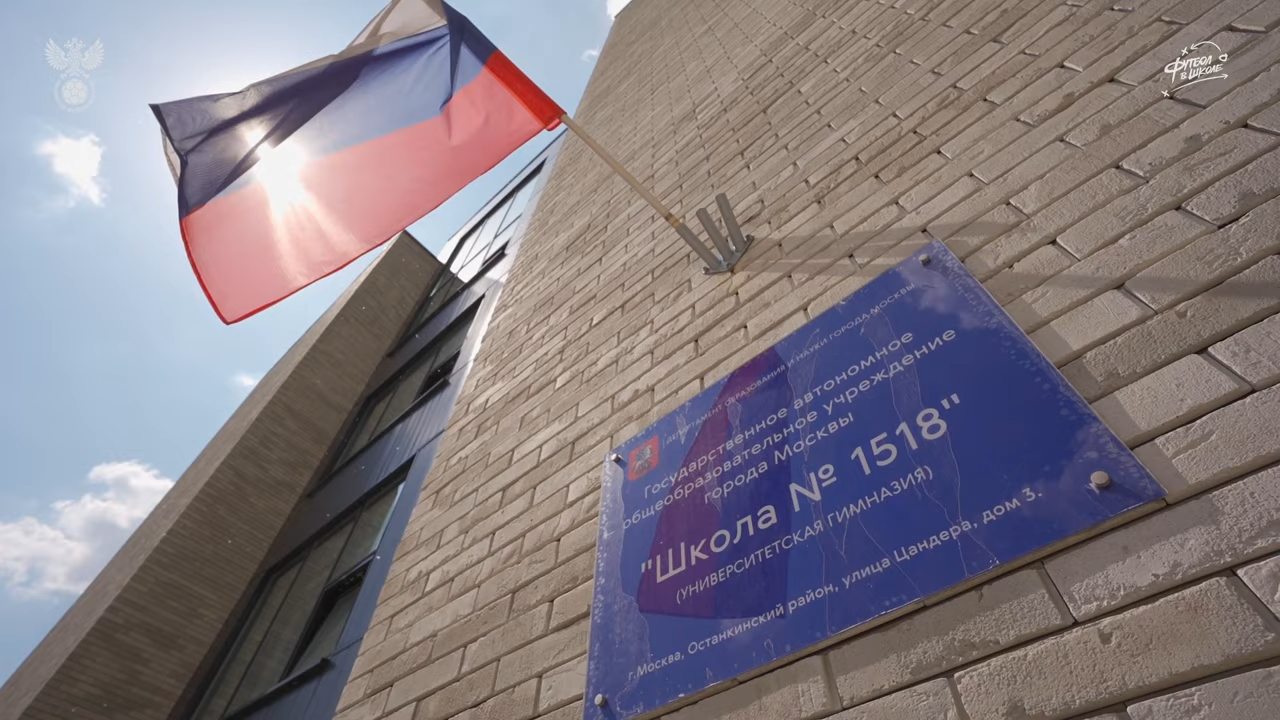 ФУТБОЛ
В ШКОЛЕ
ДЕПАРТАМЕНТ ОБРАЗОВАНИЯ И НАУКИ ГОРОДА МОСКВЫ
Государственное автономное
общеобразовательное учреждение
города Москвы
"Школа № 1518"
(УНИВЕРСИТЕТСКАЯ ГИМНАЗИЯ)
г.Москва, Останкинский район, улица Цандера, дом 3.